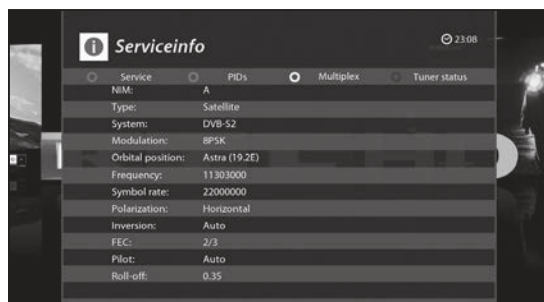 i Serviceinfo 23:08
Service PIDs Multiplex Tuner status
NIM: A
Type: Satellite
System: DVB-S2
Modulation: 8PSK
Orbital position: Astra (19.2E)
Frequency: 11303000
Symbol rate: 22000000
Polarization: Horizontal
Inversion: Auto
FEC: 2/3
Pilot: Auto
Roll-off: 0.35